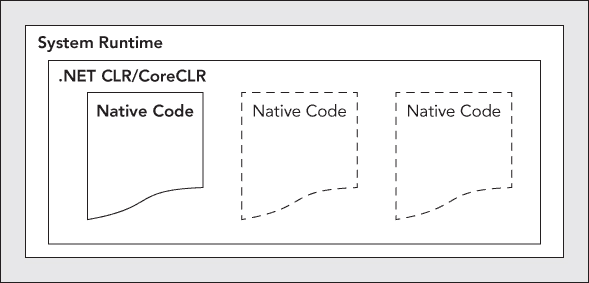 System Runtime
.NET CLR/CoreCLR
Native Code
Native Code
Native Code